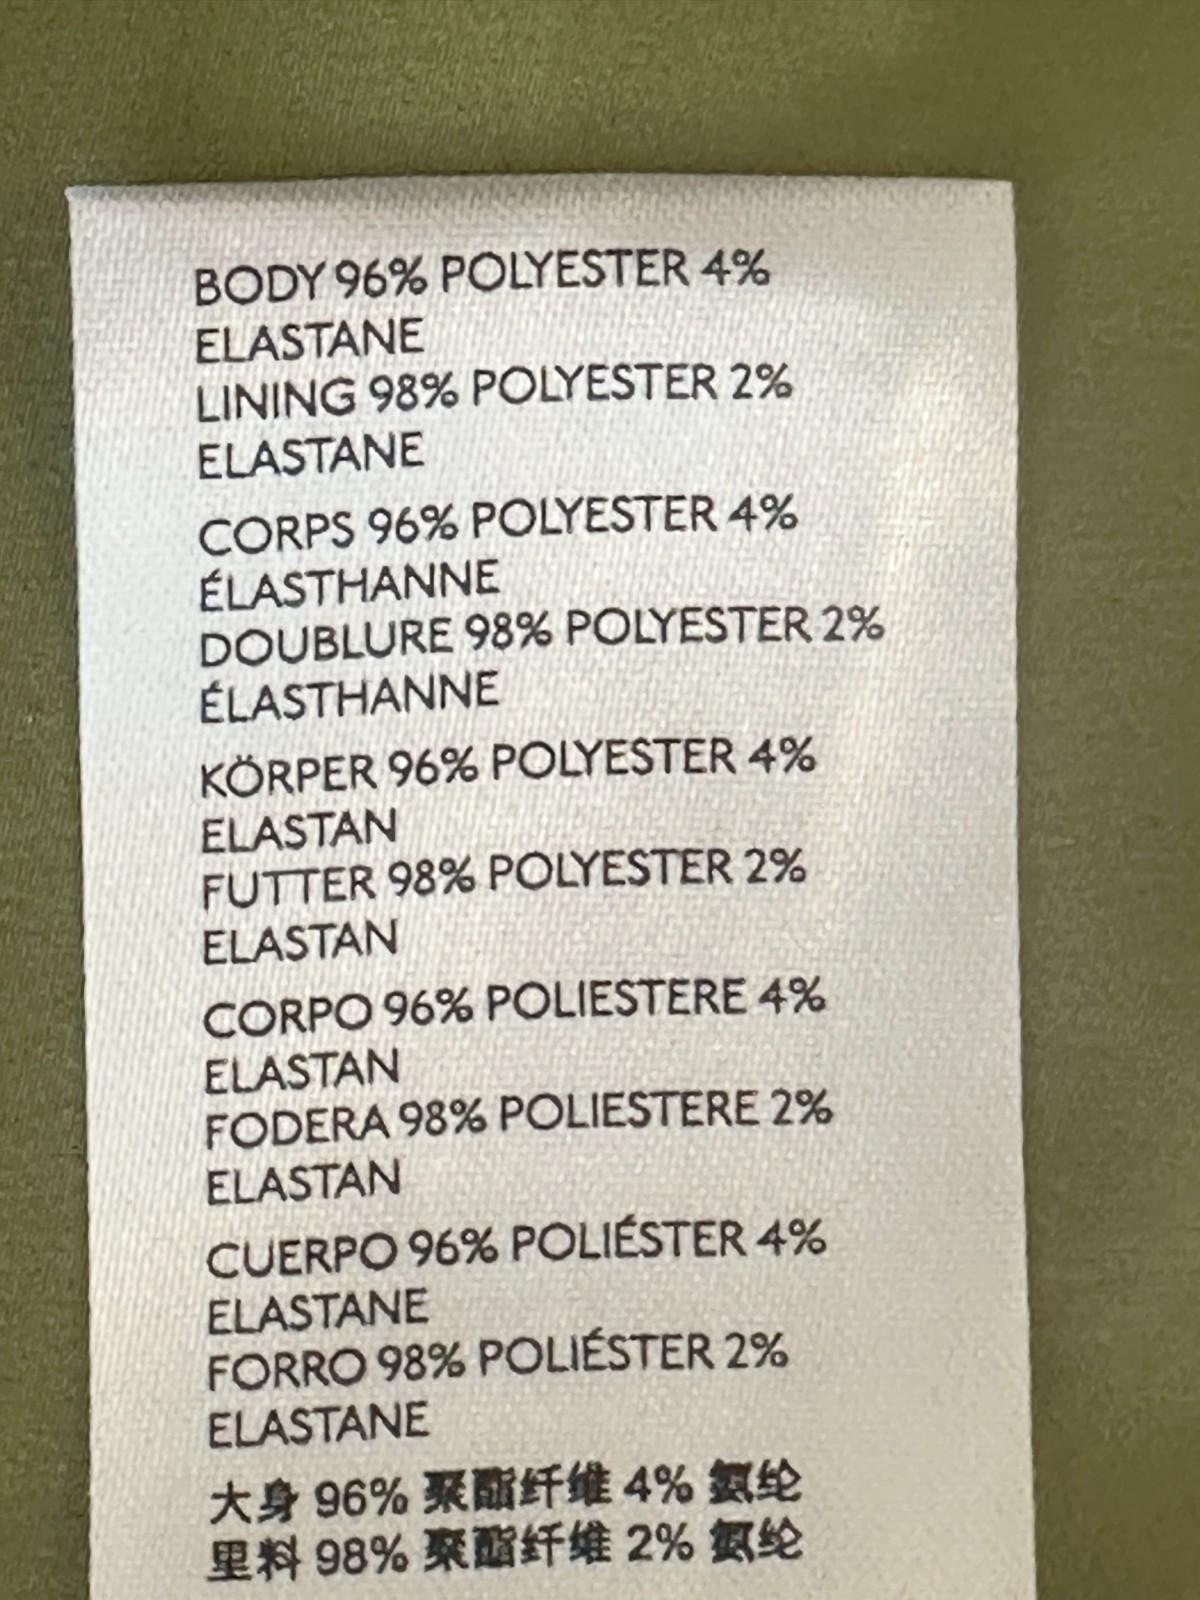 BODY 96% POLYESTER 4%
ELASTANE
LINING 98% POLYESTER 2%
ELASTANE
CORPS 96% POLYESTER 4%
ÉLASTHANNE
DOUBLURE 98% POLYESTER 2%
ÉLASTHANNE
KÖRPER 96% POLYESTER 4%
ELASTAN
FUTTER 98% POLYESTER 2%
ELASTAN
CORPO 96% POLIESTERE 4%
ELASTAN
FODERA 98% POLIESTERE 2%
ELASTAN
CUERPO 96% POLIÉSTER 4%
ELASTANE
FORRO 98% POLIÉSTER 2%
ELASTANE
大身 96% 聚酯纤维 4% 氨纶
里料 98% 聚酯纤维 2% 氨纶